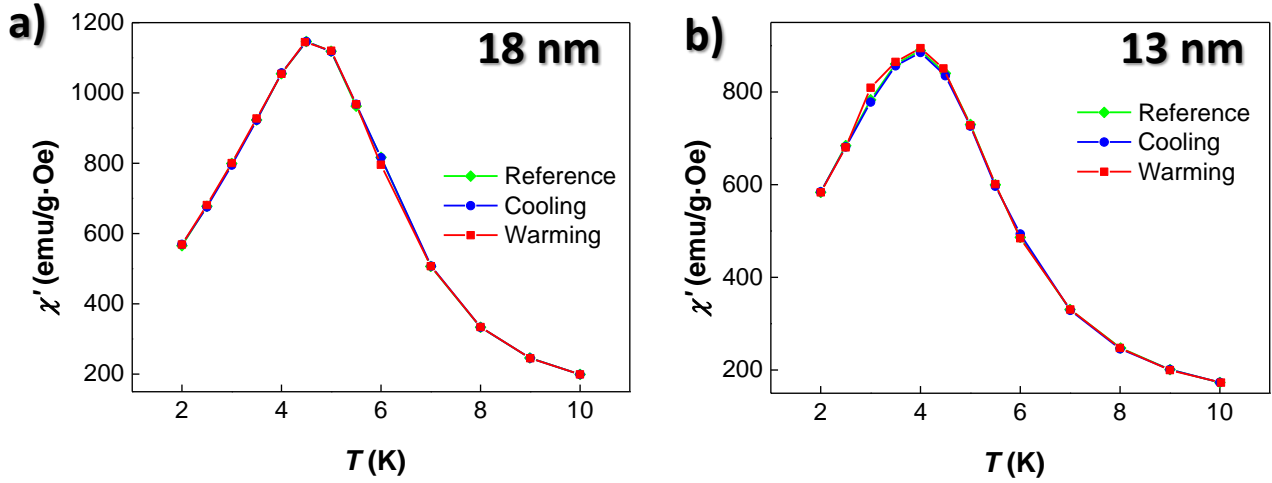 a)
18 nm
1200
1000
800
600
400
200
χ' (emu/g·Oe)
Reference
Cooling
Warming
2 4 6 8 10
T (K)
b)
13 nm
800
600
400
200
χ' (emu/g·Oe)
Reference
Cooling
Warming
2 4 6 8 10
T (K)